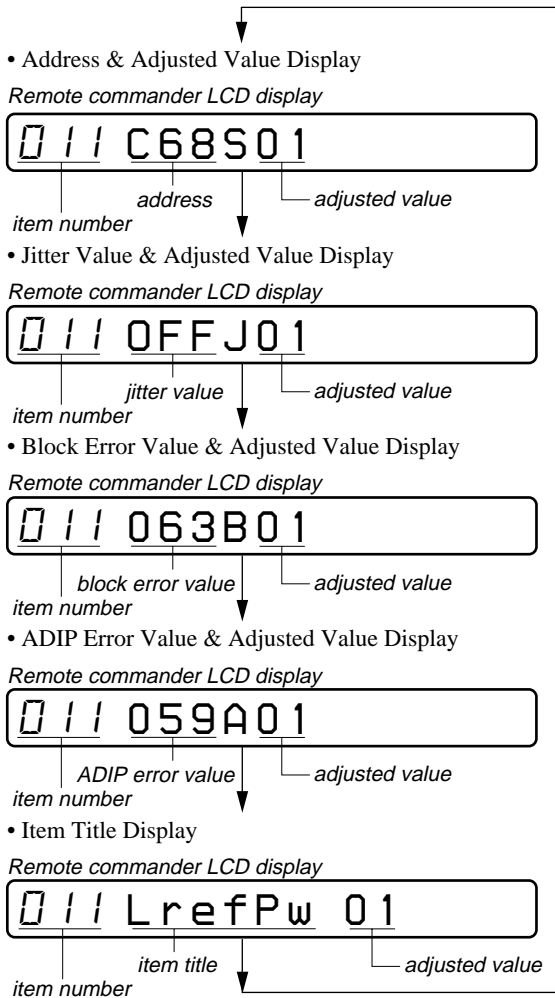 • Address & Adjusted Value Display
Remote commander LCD display
011 C68S01
address
adjusted value
item number
• Jitter Value & Adjusted Value Display
Remote commander LCD display
011 OFFJ01
jitter value
adjusted value
item number
• Block Error Value & Adjusted Value Display
Remote commander LCD display
011 063B01
block error value
adjusted value
item number
• ADIP Error Value & Adjusted Value Display
Remote commander LCD display
011 059A01
ADIP error value
adjusted value
item number
• Item Title Display
Remote commander LCD display
011 LrefPw 01
item title
adjusted value
item number